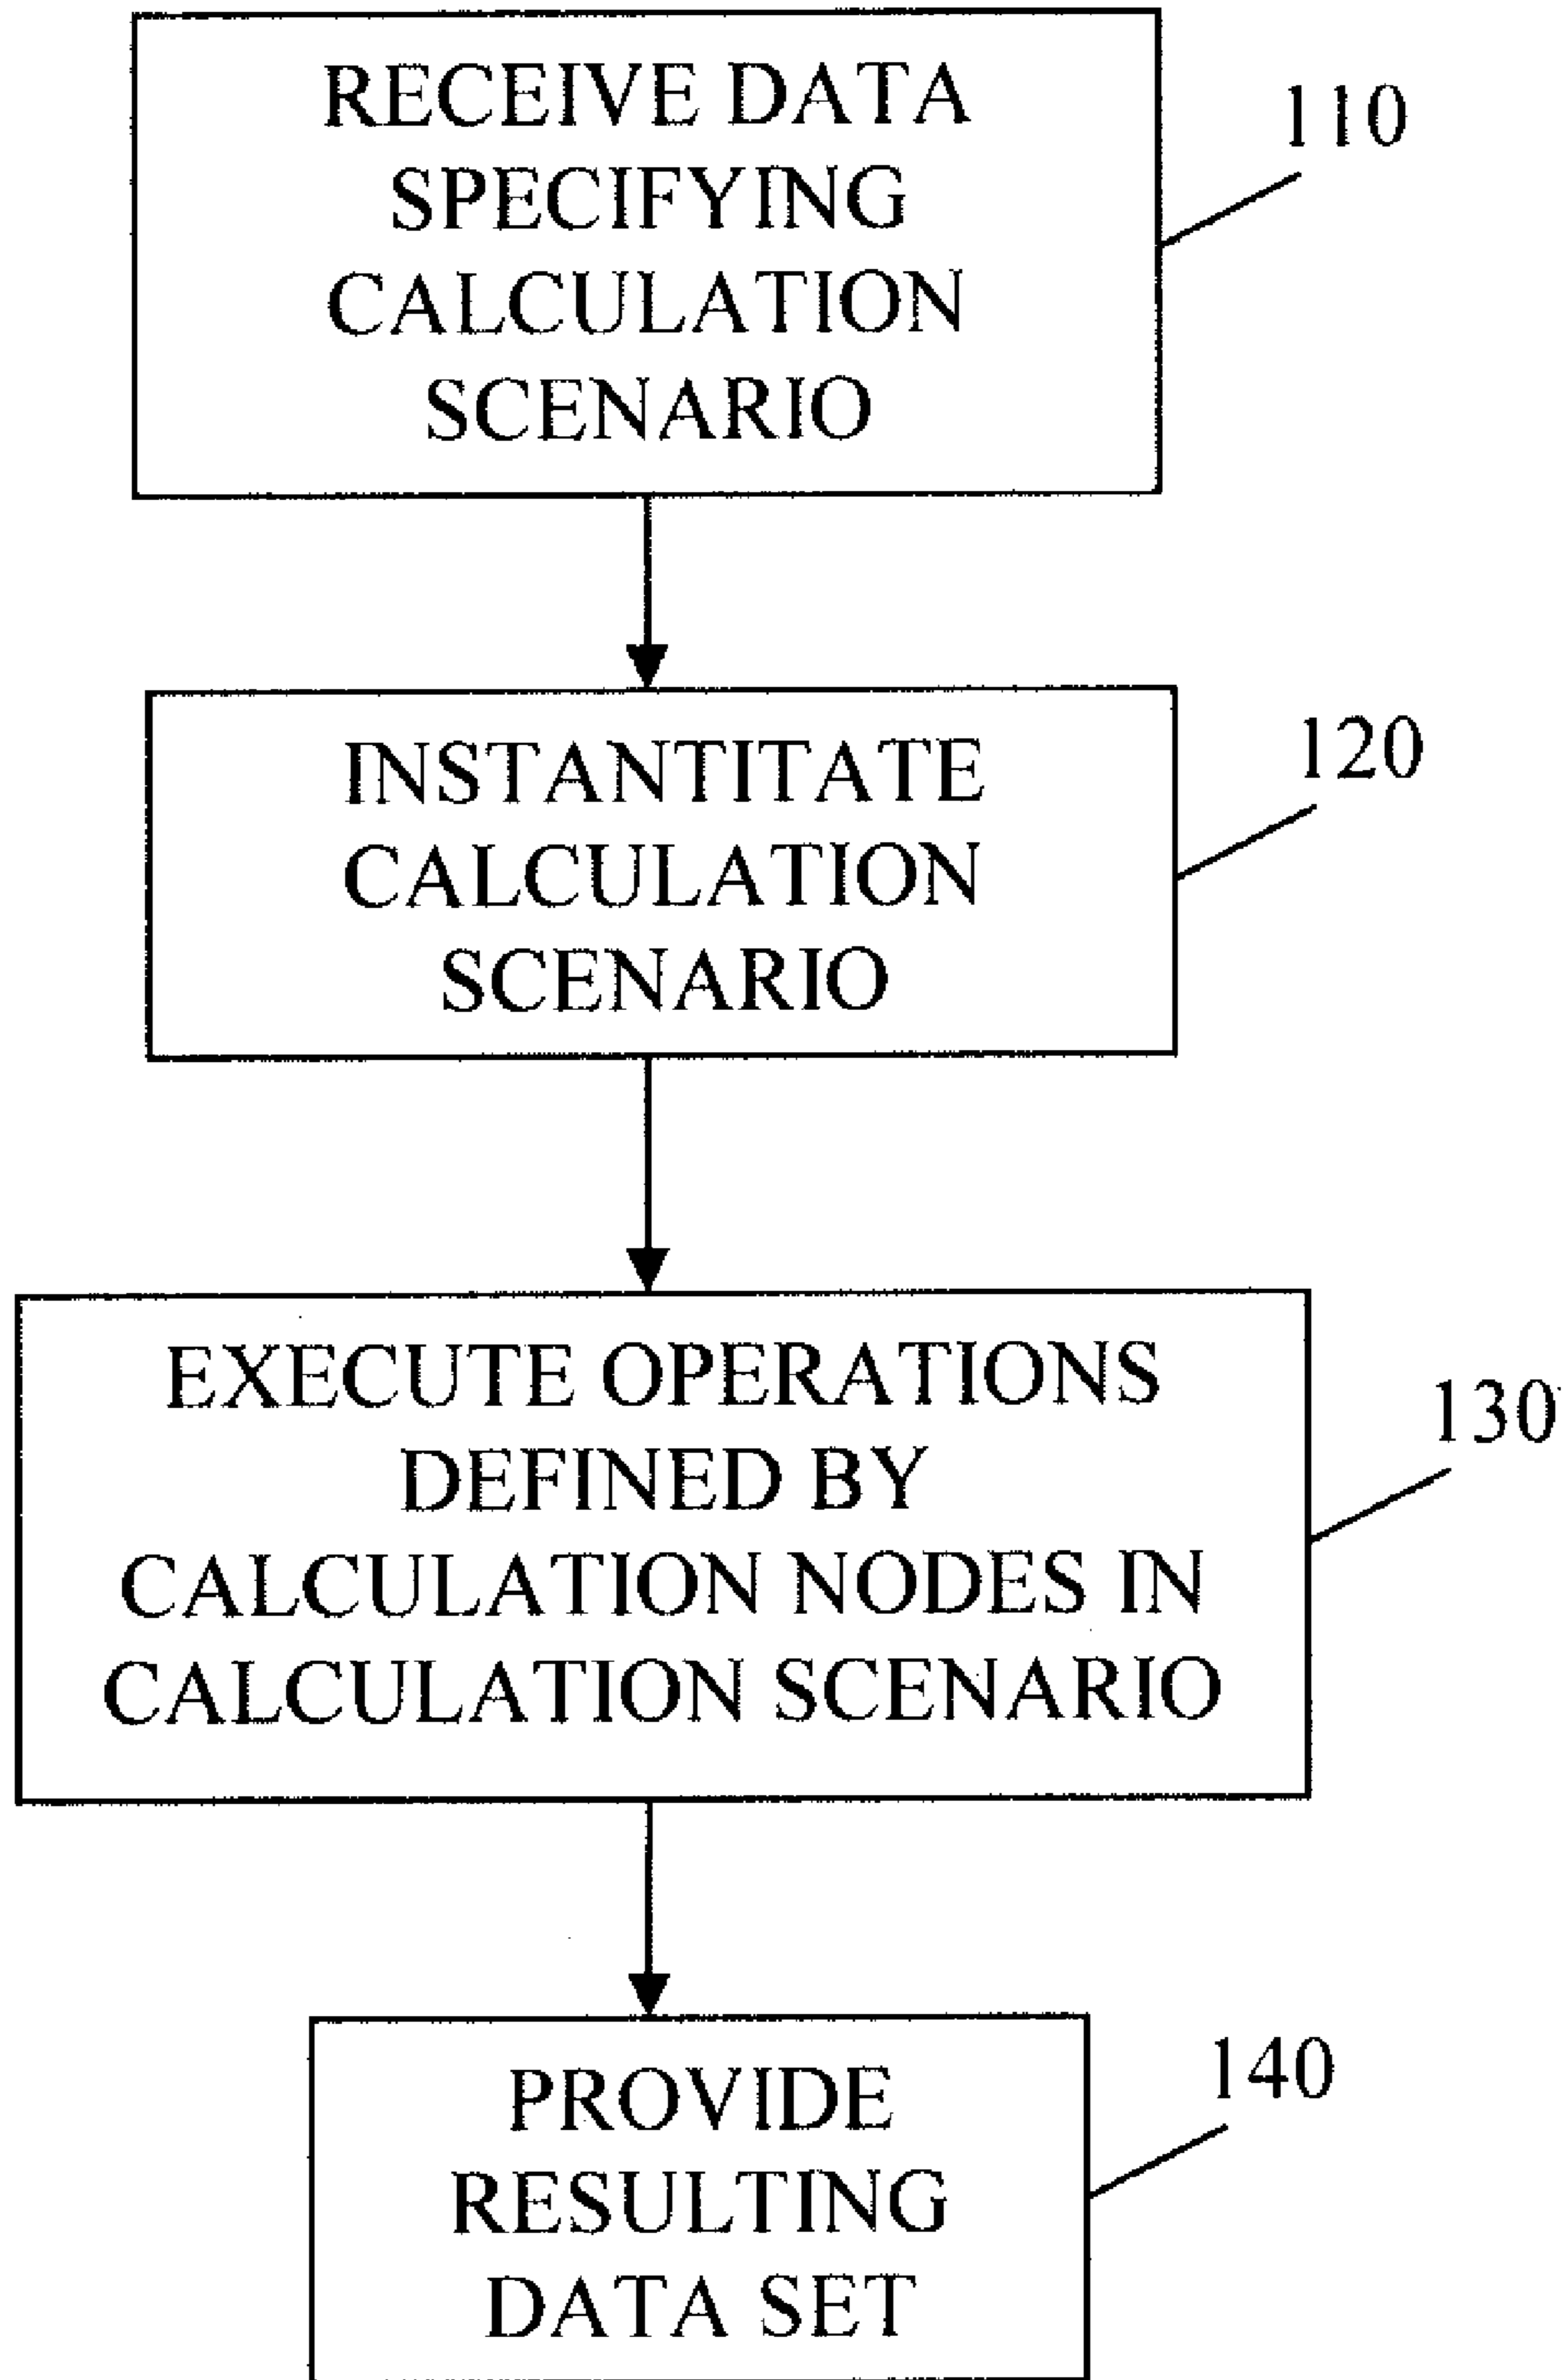 RECEIVE DATA
SPECIFYING
CALCULATION
SCENARIO
110
INSTANTITATE
CALCULATION
SCENARIO
120
EXECUTE OPERATIONS
DEFINED BY
CALCULATION NODES IN
CALCULATION SCENARIO
130
PROVIDE
RESULTING
DATA SET
140